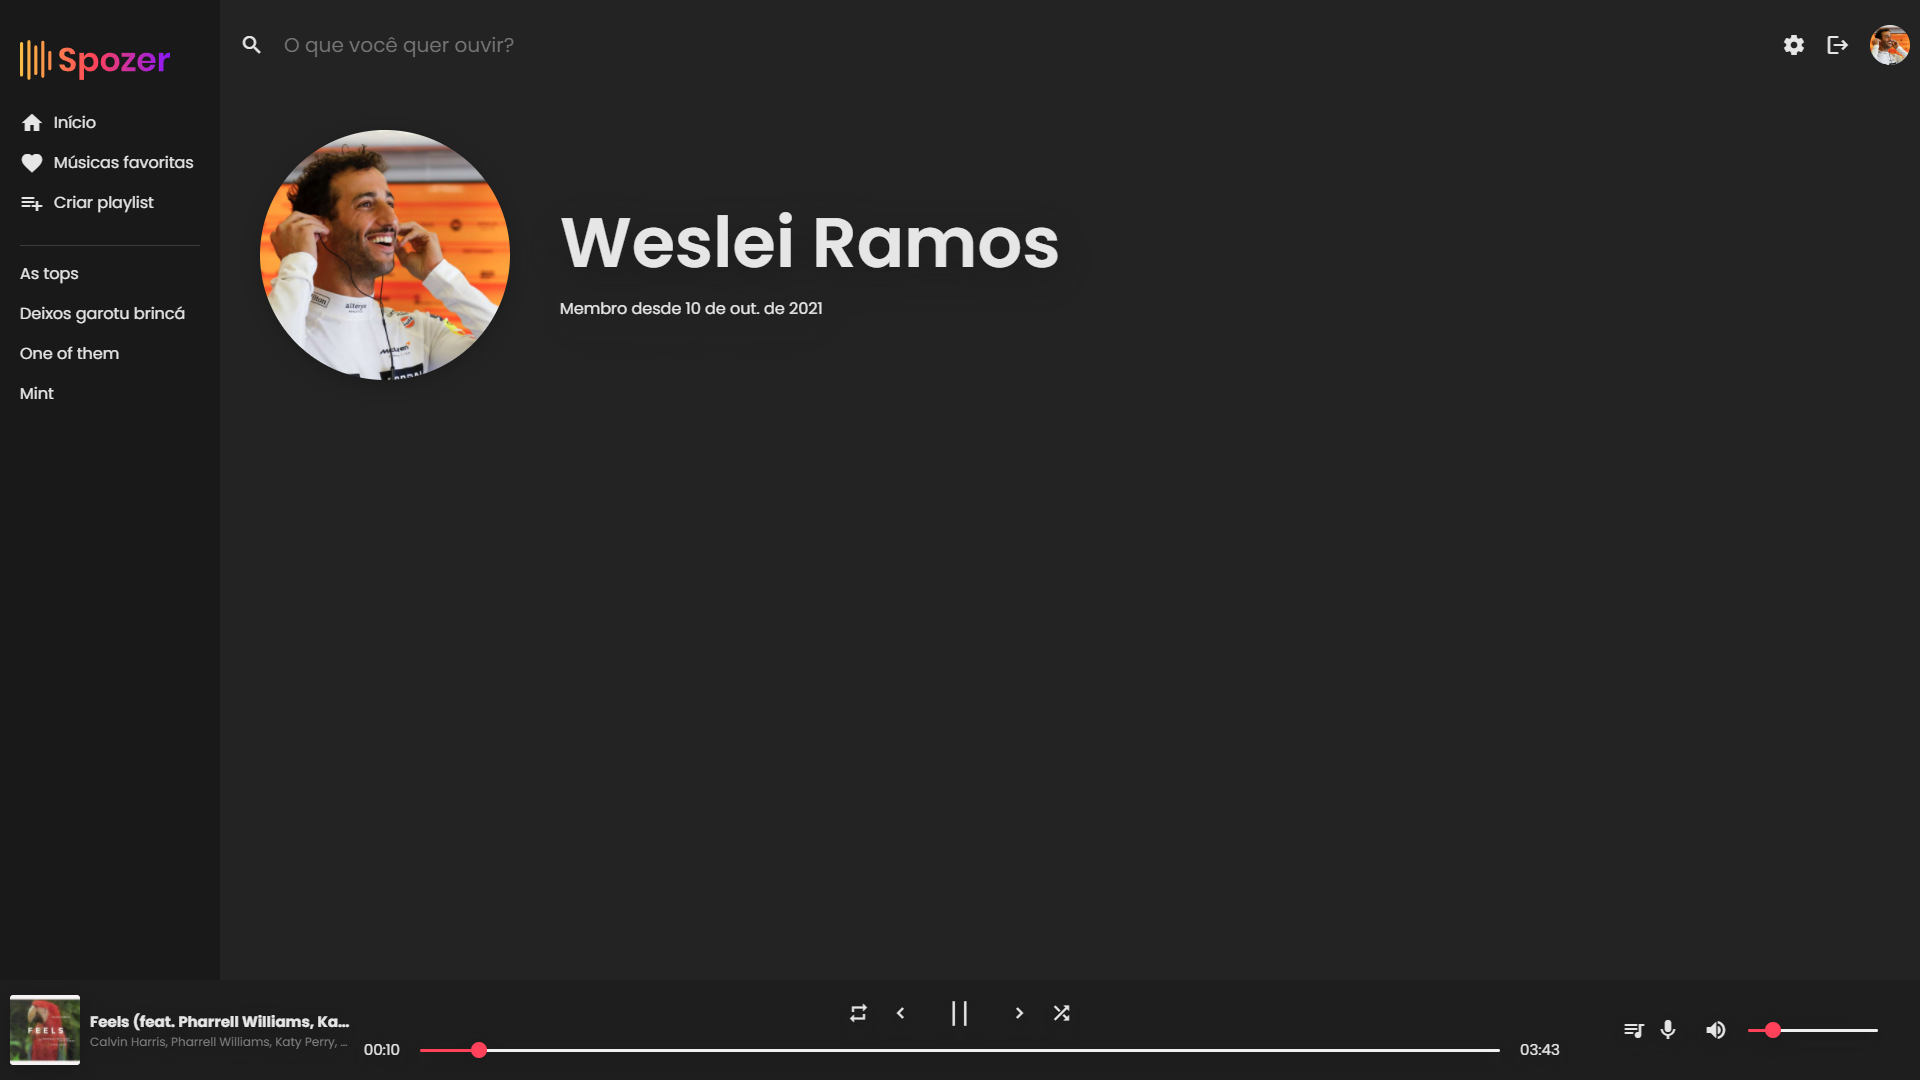 Spozer
O que você quer ouvir?
Início
Músicas favoritas
Criar playlist
As tops
Deixos garotu brincá
One of them
Mint
Weslei Ramos
Membro desde 10 de out. de 2021
FEELS
Feels (feat. Pharrell Williams, Ka...
Calvin Harris, Pharrell Williams, Katy Perry, ...
00:10
03:43